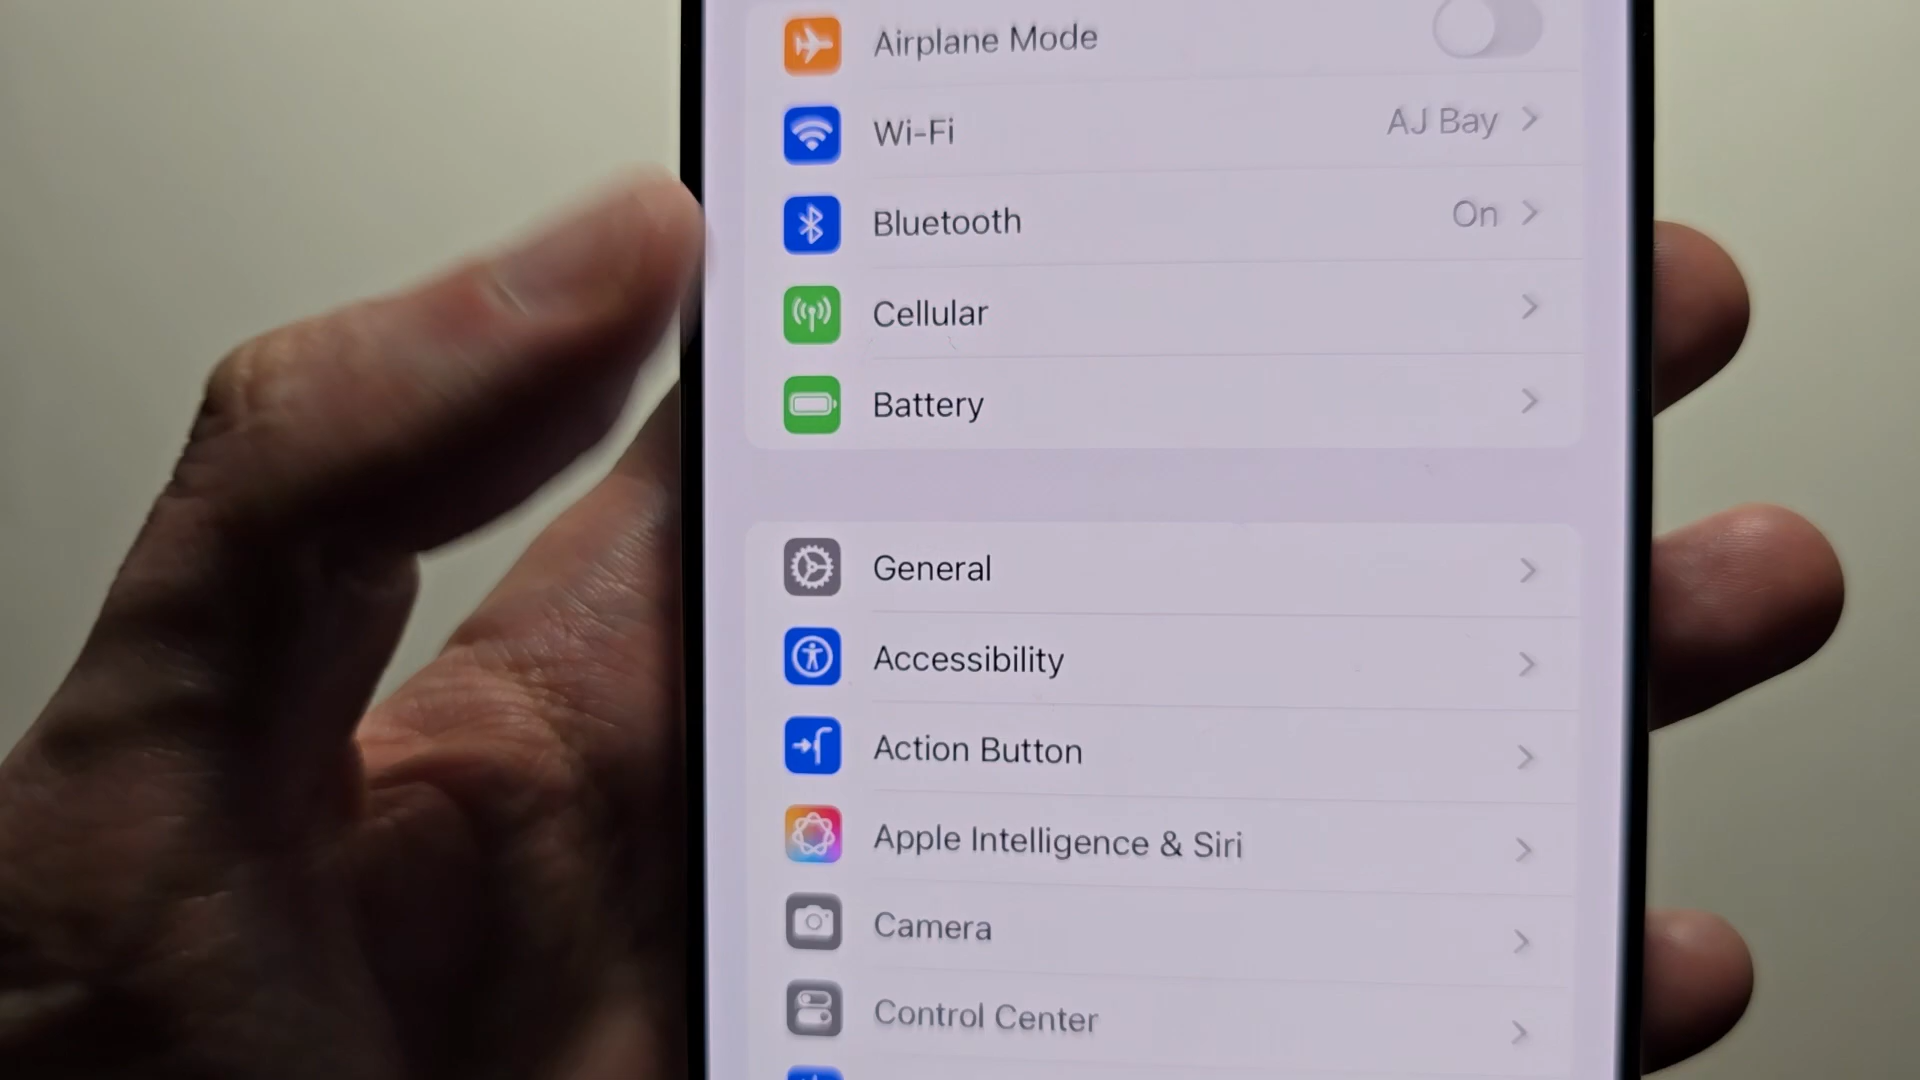 Airplane Mode
Wi-Fi AJ Bay
Bluetooth On
Cellular
Battery
General
Accessibility
Action Button
Apple Intelligence & Siri
Camera
Control Center